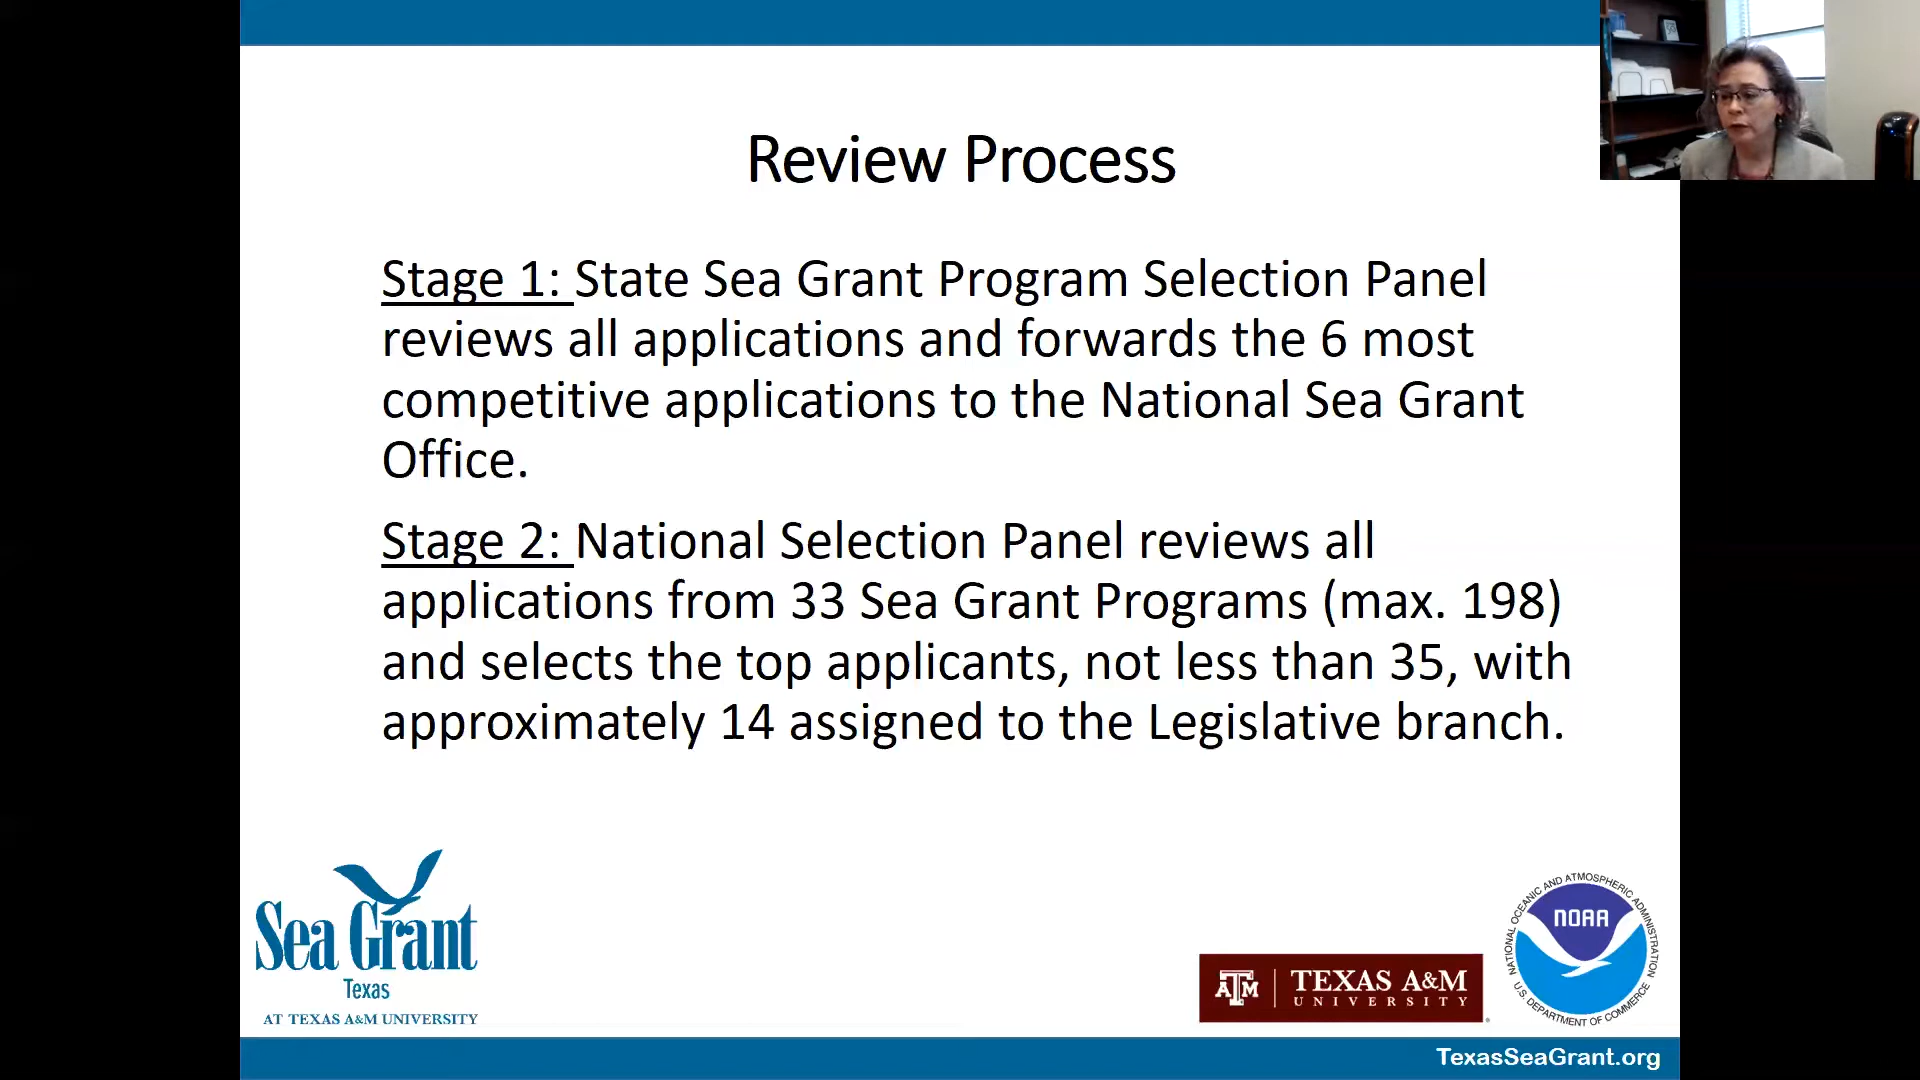 Review Process
Stage 1: State Sea Grant Program Selection Panel
reviews all applications and forwards the 6 most
competitive applications to the National Sea Grant
Office.
Stage 2: National Selection Panel reviews all
applications from 33 Sea Grant Programs (max. 198)
and selects the top applicants, not less than 35, with
approximately 14 assigned to the Legislative branch.
Sea Grant
Texas
AT TEXAS A&M UNIVERSITY
ATM
TEXAS A&M
UNIVERSITY
NATIONAL OCEANIC AND ATMOSPHERIC ADMINISTRATION
NOAA
U.S. DEPARTMENT OF COMMERCE
TexasSeaGrant.org